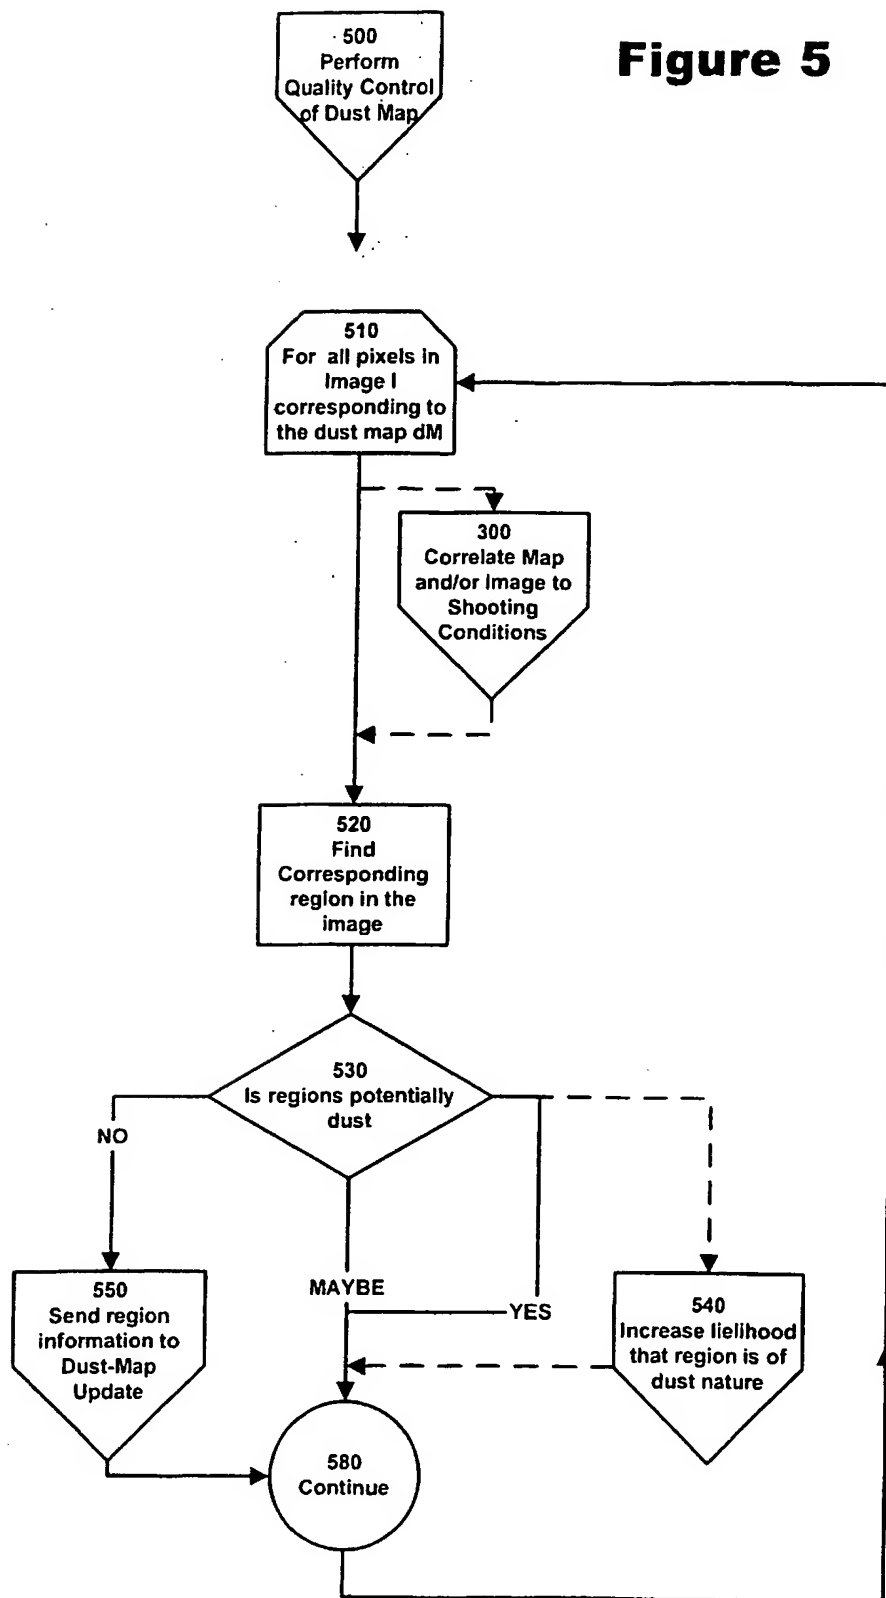 Figure 5
500
Perform
Quality Control
of Dust Map
510
For all pixels in
Image I
corresponding to
the dust map dM
300
Correlate Map
and/or Image to
Shooting
Conditions
520
Find
Corresponding
region in the
image
530
Is regions potentially
dust
NO
MAYBE
YES
550
Send region
information to
Dust-Map
Update
540
Increase lielihood
that region is of
dust nature
580
Continue